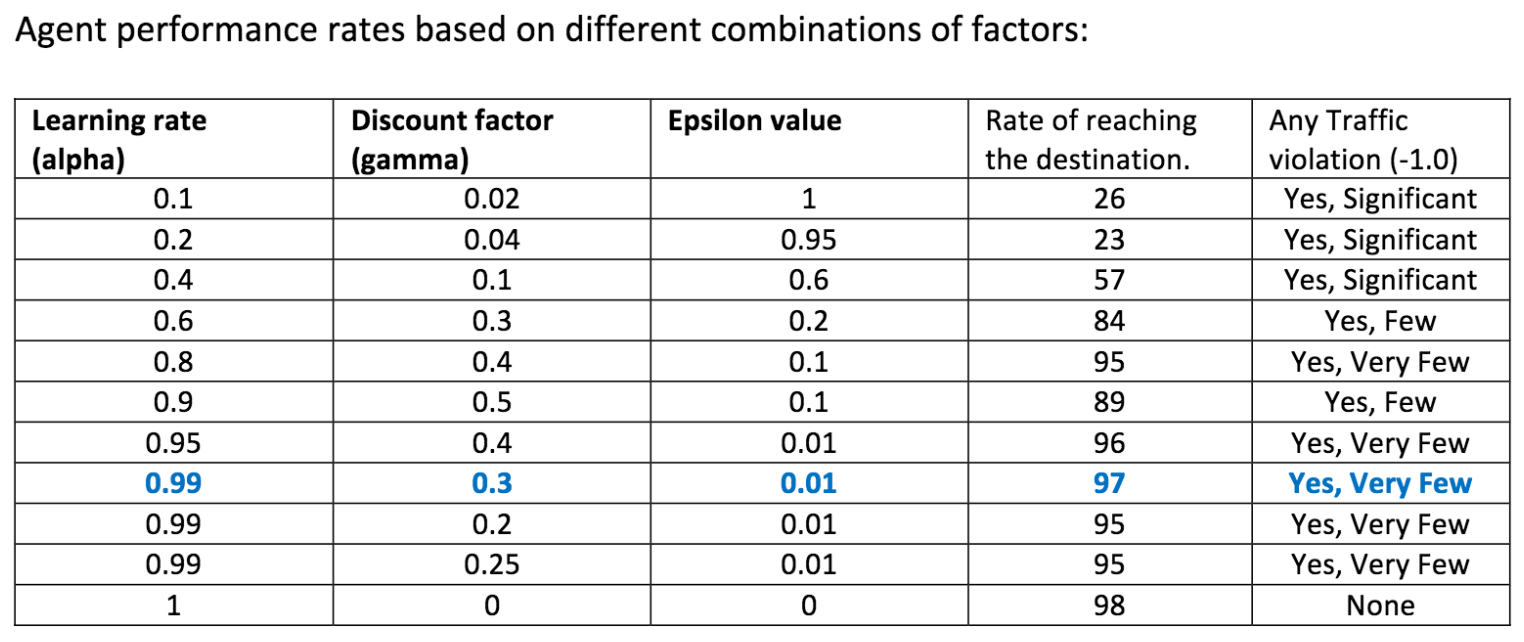 Agent performance rates based on different combinations of factors:
Learning rate (alpha) Discount factor (gamma) Epsilon value Rate of reaching the destination. Any Traffic violation (-1.0)
0.1 0.02 1 26 Yes, Significant
0.2 0.04 0.95 23 Yes, Significant
0.4 0.1 0.6 57 Yes, Significant
0.6 0.3 0.2 84 Yes, Few
0.8 0.4 0.1 95 Yes, Very Few
0.9 0.5 0.1 89 Yes, Few
0.95 0.4 0.01 96 Yes, Very Few
0.99 0.3 0.01 97 Yes, Very Few
0.99 0.2 0.01 95 Yes, Very Few
0.99 0.25 0.01 95 Yes, Very Few
1 0 0 98 None